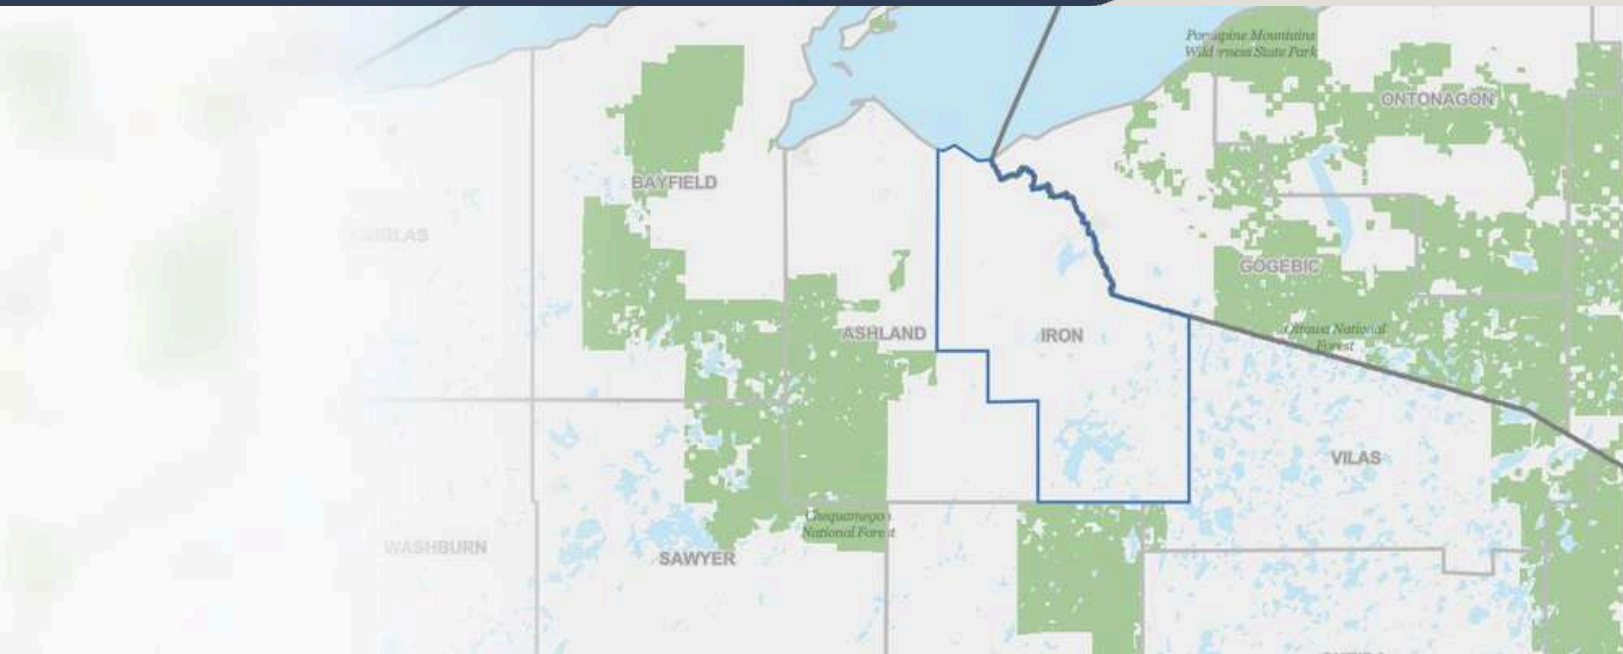 Porcupine Mountains
Wilderness State Park
ONTONAGON
BAYFIELD
GOGEBIC
ASHLAND
IRON
Ottawa National
Forest
VILAS
Chequamegon
National Forest
WASHBURN
SAWYER